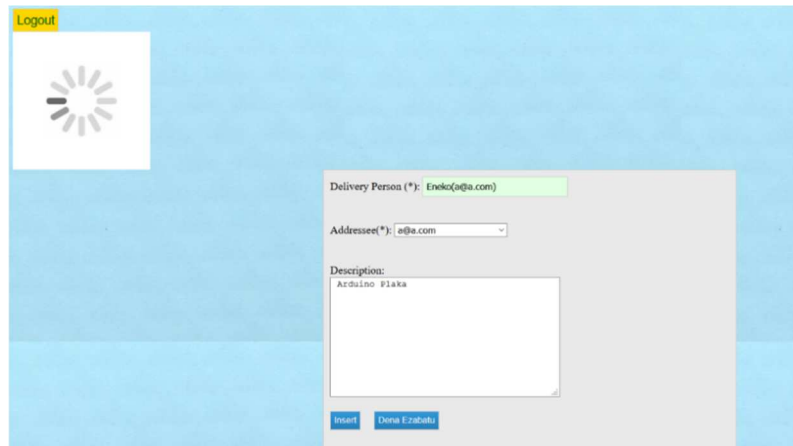 Logout
Delivery Person (*): Eneko(a@a.com)
Addressee(*): a@a.com
Description:
Arduino Plaka
Insert Dena Ezabatu